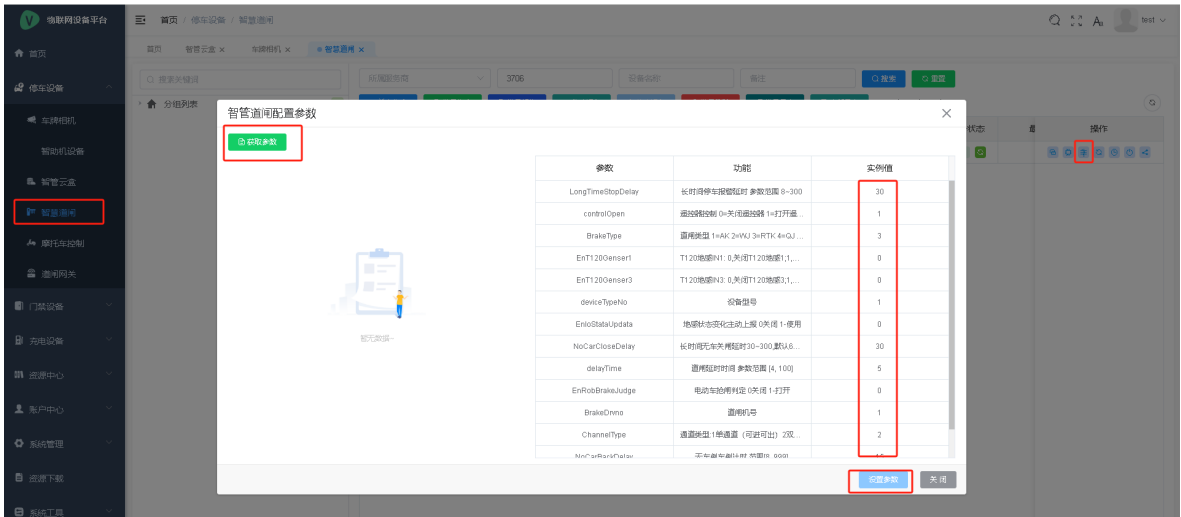 物联网设备平台
首页 / 停车设备 / 智慧道闸
test
首页
首页
智管云盒 ×
车牌相机 ×
智慧道闸 ×
停车设备
搜索关键词
所属服务商
3706
设备名称
备注
搜索
重置
分组列表
智管道闸配置参数
车牌相机
获取参数
状态
操作
智助机设备
参数 功能 实例值
智管云盒
LongTimeStopDelay 长时间停车报警延时 参数范围 8~300 30
智慧道闸
controlOpen 遥控器控制 0=关闭遥控器 1=打开遥... 1
摩托车控制
BrakeType 道闸类型 1=AK 2=WJ 3=RTK 4=QJ ... 3
EnT120Genser1 T120地感IN1: 0,关闭T120地感1;1,... 0
道闸网关
EnT120Genser3 T120地感IN3: 0,关闭T120地感3;1,... 0
门禁设备
deviceTypeNo 设备型号 1
EnIoStataUpdata 地感状态变化主动上报 0关闭 1-使用 0
充电设备
暂无数据~
NoCarCloseDelay 长时间无车关闸延时30~300,默认6... 30
资源中心
delayTime 道闸延时时间 参数范围 [4, 100] 5
EnRobBrakeJudge 电动车抢闸判定 0关闭 1-打开 0
账户中心
BrakeDrvno 道闸机号 1
系统管理
ChannelType 通道类型:1单通道 (可进可出) 2双... 2
NoCarBackDelay 无车倒车倒计时 范围[8, 999]
资源下载
设置参数
关 闭
系统工具